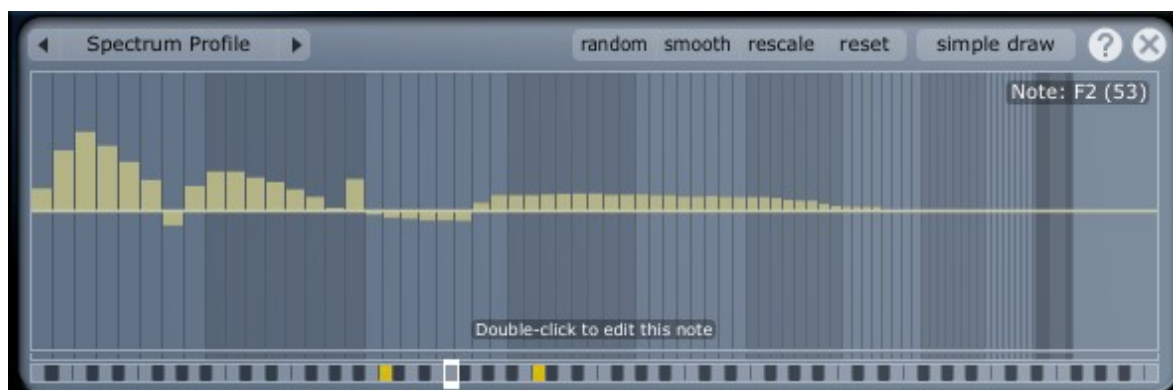 Spectrum Profile random smooth rescale reset simple draw ?
Note: F2 (53)
Double-click to edit this note